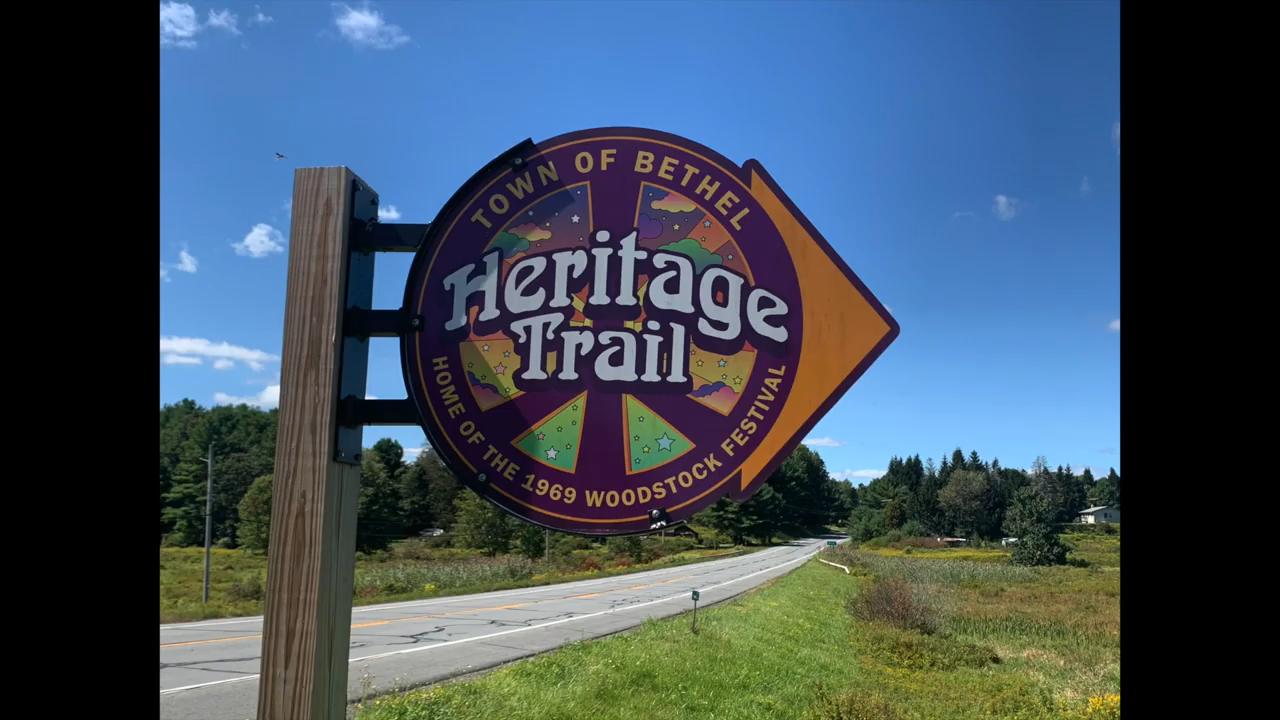 TOWN OF BETHEL
Heritage
Trail
HOME OF THE 1969 WOODSTOCK FESTIVAL